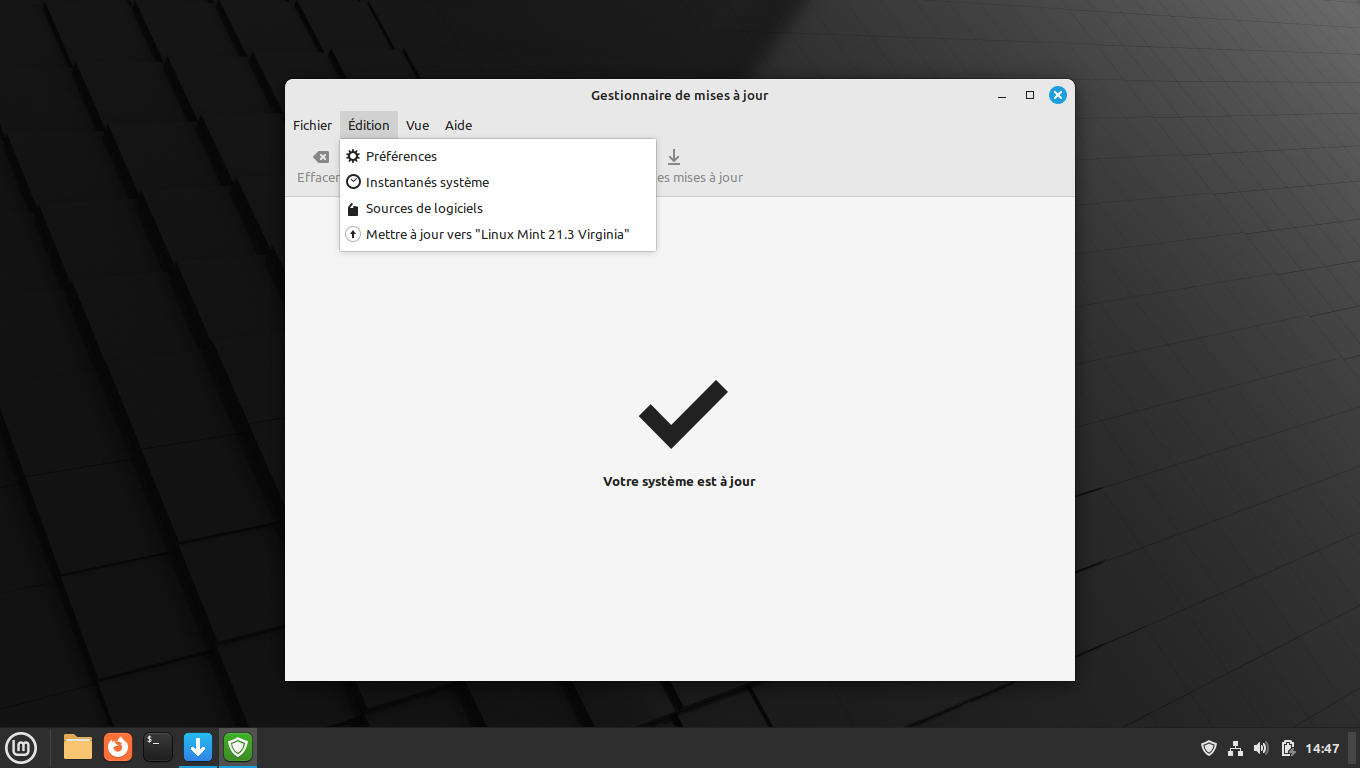 Gestionnaire de mises à jour
Fichier Édition Vue Aide
Effacer
es mises à jour
Préférences
Instantanés système
Sources de logiciels
Mettre à jour vers "Linux Mint 21.3 Virginia"
Votre système est à jour
$_
14:47